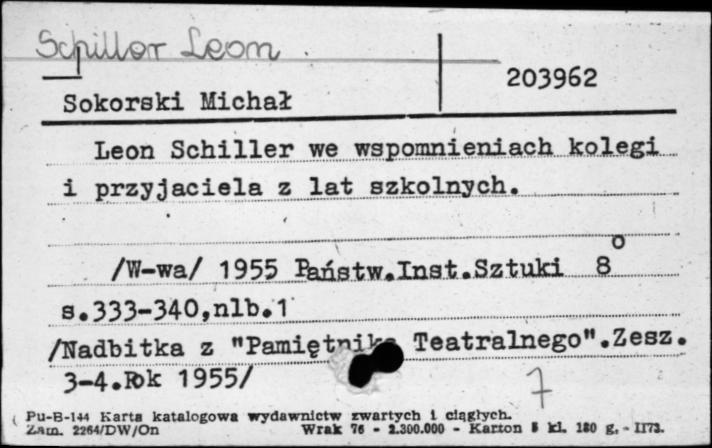 Schiller Leon
203962
Sokorski Michał
Leon Schiller we wspomnieniach kolegi
i przyjaciela z lat szkolnych.
/W-wa/ 1955 Państw.Inst.Sztuki 8°
s.333-340,nlb.1
/Nadbitka z "Pamiętnika Teatralnego".Zesz.
3-4.Rok 1955/
7
Pu-B-144 Karta katalogowa wydawnictw zwartych i ciągłych.
Zam. 2264/DW/On Wrak 76 - 2.300.000 - Karton kl. 180 g. - II73.